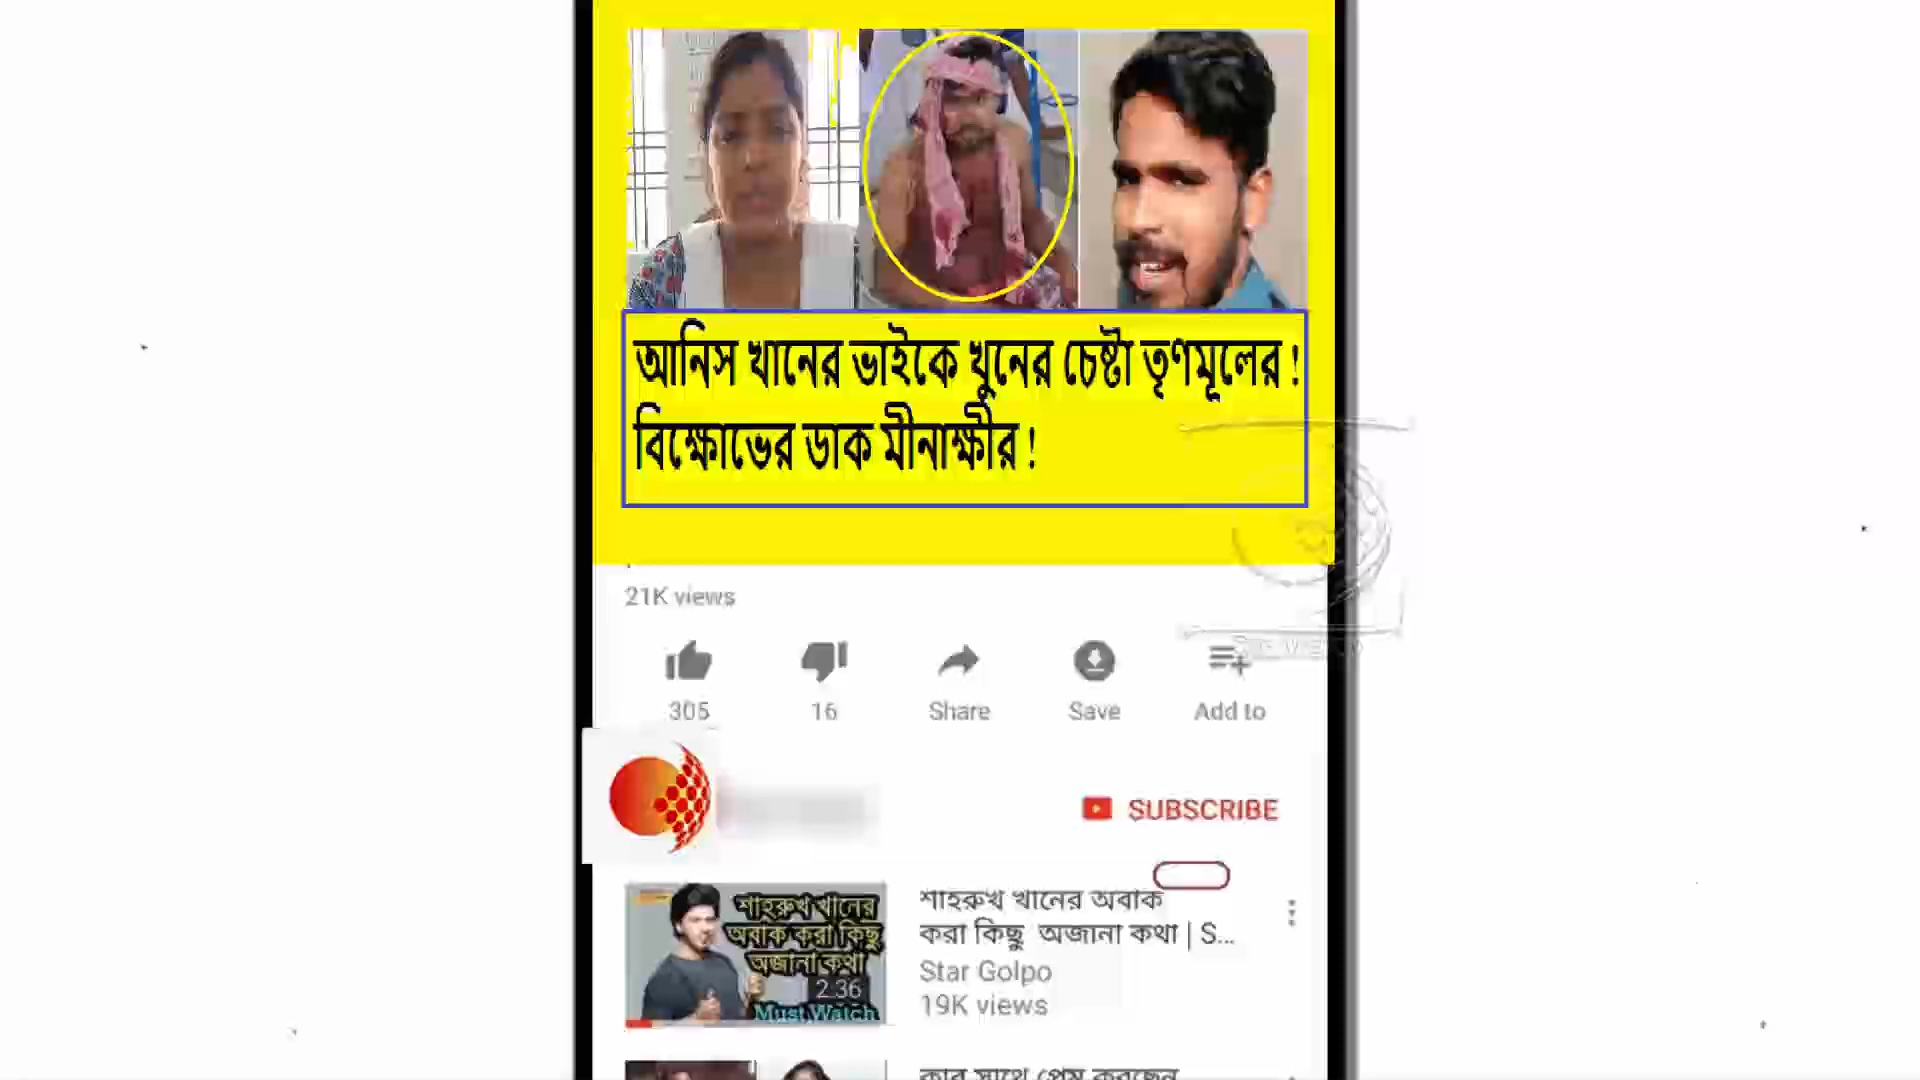 আনিস খানের ভাইকে খুনের চেষ্টা তৃণমূলের !
বিক্ষোভের ডাক মীনাক্ষীর !
21K views
305
16
Share
Save
Add to
SUBSCRIBE
শাহরুখ খানের
অবাক করা কিছু
অজানা কথা
2:36
Must Watch
শাহরুখ খানের অবাক
করা কিছু অজানা কথা | S...
Star Golpo
19K views
কার সাথে প্রেম করছেন